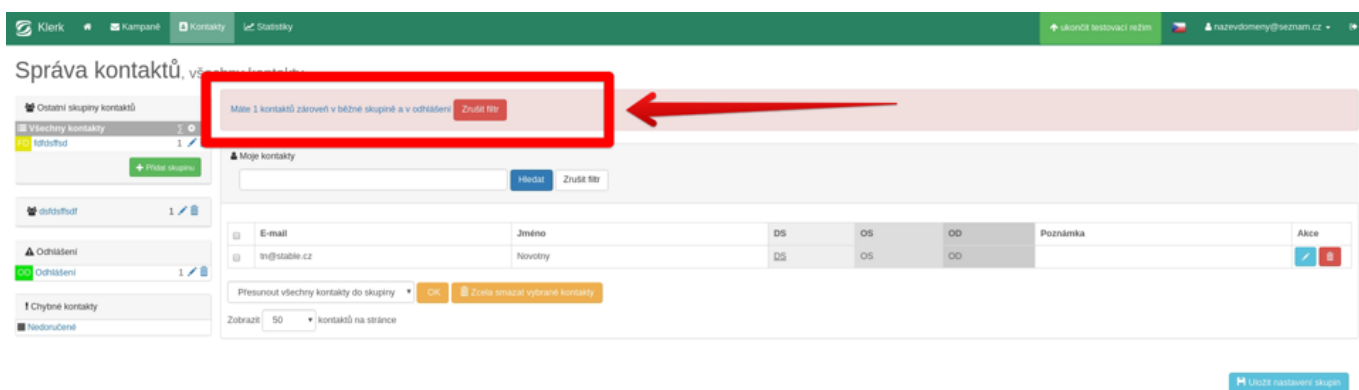 Klerk Kampaně Kontakty Statistiky ukončit testovací režim nazevdomeny@seznam.cz
Správa kontaktů, všechny kontakty
Ostatní skupiny kontaktů
Všechny kontakty
fdfdsffsd 1
Přidat skupinu
dsfdsffsdf 1
Odhlášení
OD Odhlášení 1
Chybné kontakty
Nedoručené
Máte 1 kontaktů zároveň v běžné skupině a v odhlášení Zrušit filtr
Moje kontakty
Hledat Zrušit filtr
E-mail Jméno DS OS OD Poznámka Akce
tn@stable.cz Novotny DS OS OD
Přesunout všechny kontakty do skupiny OK Zcela smazat vybrané kontakty
Zobrazit 50 kontaktů na stránce
Uložit nastavení skupin